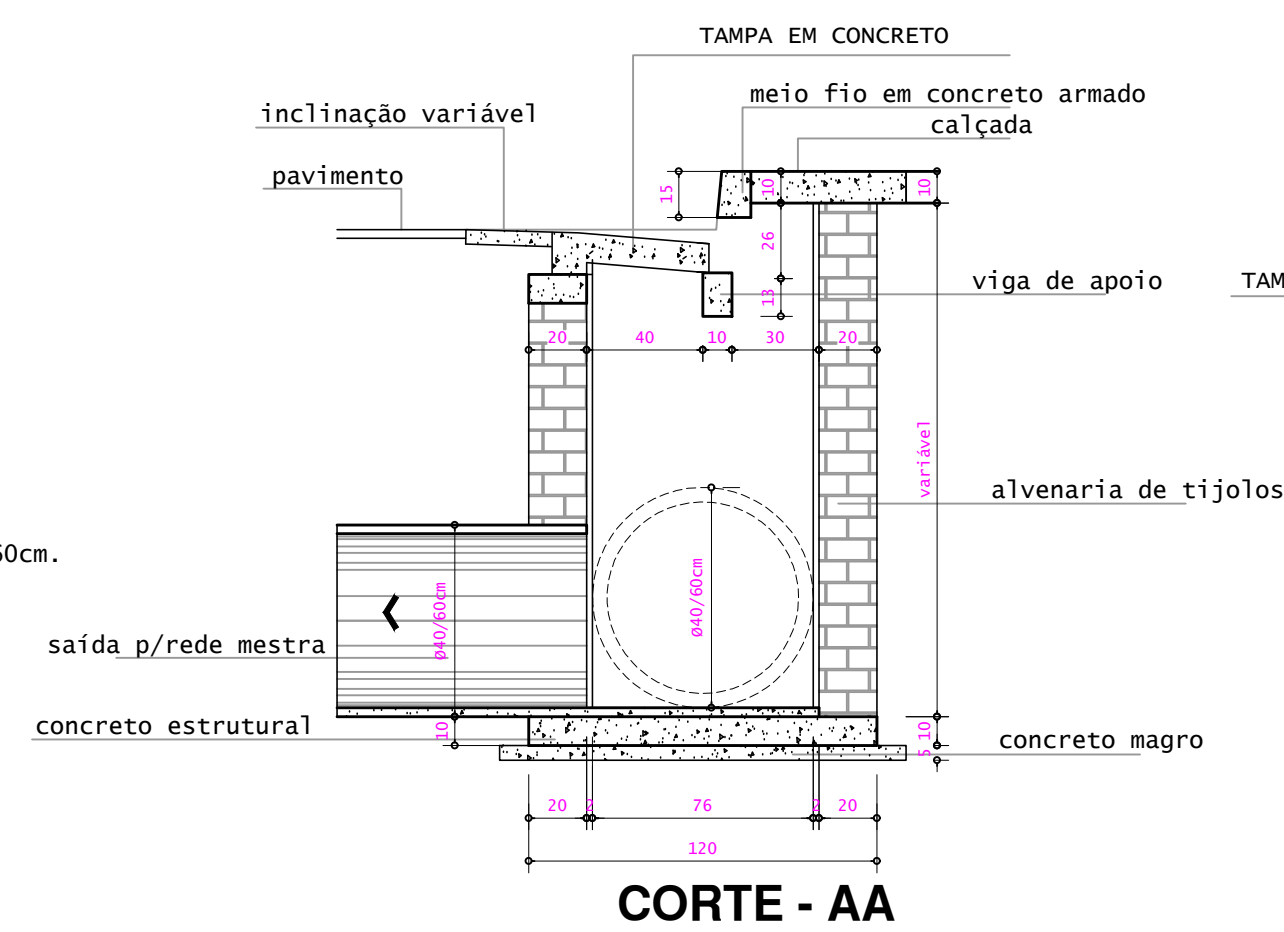 TAMPA EM CONCRETO
meio fio em concreto armado
inclinação variável
calçada
pavimento
15
10
10
26
viga de apoio
TAM
13
20
40
10
30
20
variável
alvenaria de tijolos
60cm.
ø40/60cm
ø40/60cm
saída p/rede mestra
concreto estrutural
10
10
5
concreto magro
20
2
76
2
20
120
CORTE - AA